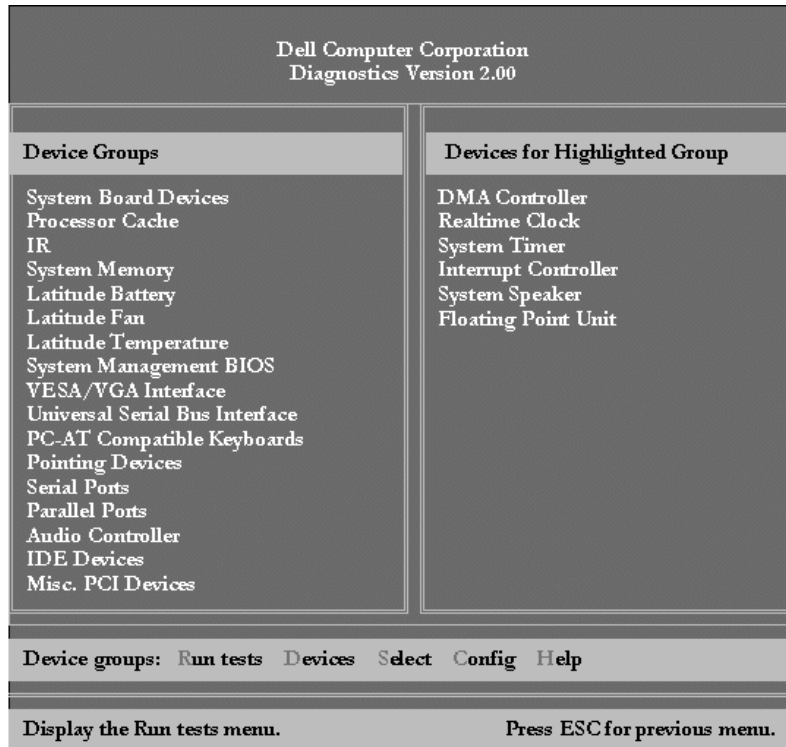 Dell Computer Corporation
Diagnostics Version 2.00
Device Groups
System Board Devices
Processor Cache
IR
System Memory
Latitude Battery
Latitude Fan
Latitude Temperature
System Management BIOS
VESA/VGA Interface
Universal Serial Bus Interface
PC-AT Compatible Keyboards
Pointing Devices
Serial Ports
Parallel Ports
Audio Controller
IDE Devices
Misc. PCI Devices
Devices for Highlighted Group
DMA Controller
Realtime Clock
System Timer
Interrupt Controller
System Speaker
Floating Point Unit
Device groups: Run tests Devices Select Config Help
Display the Run tests menu. Press ESC for previous menu.